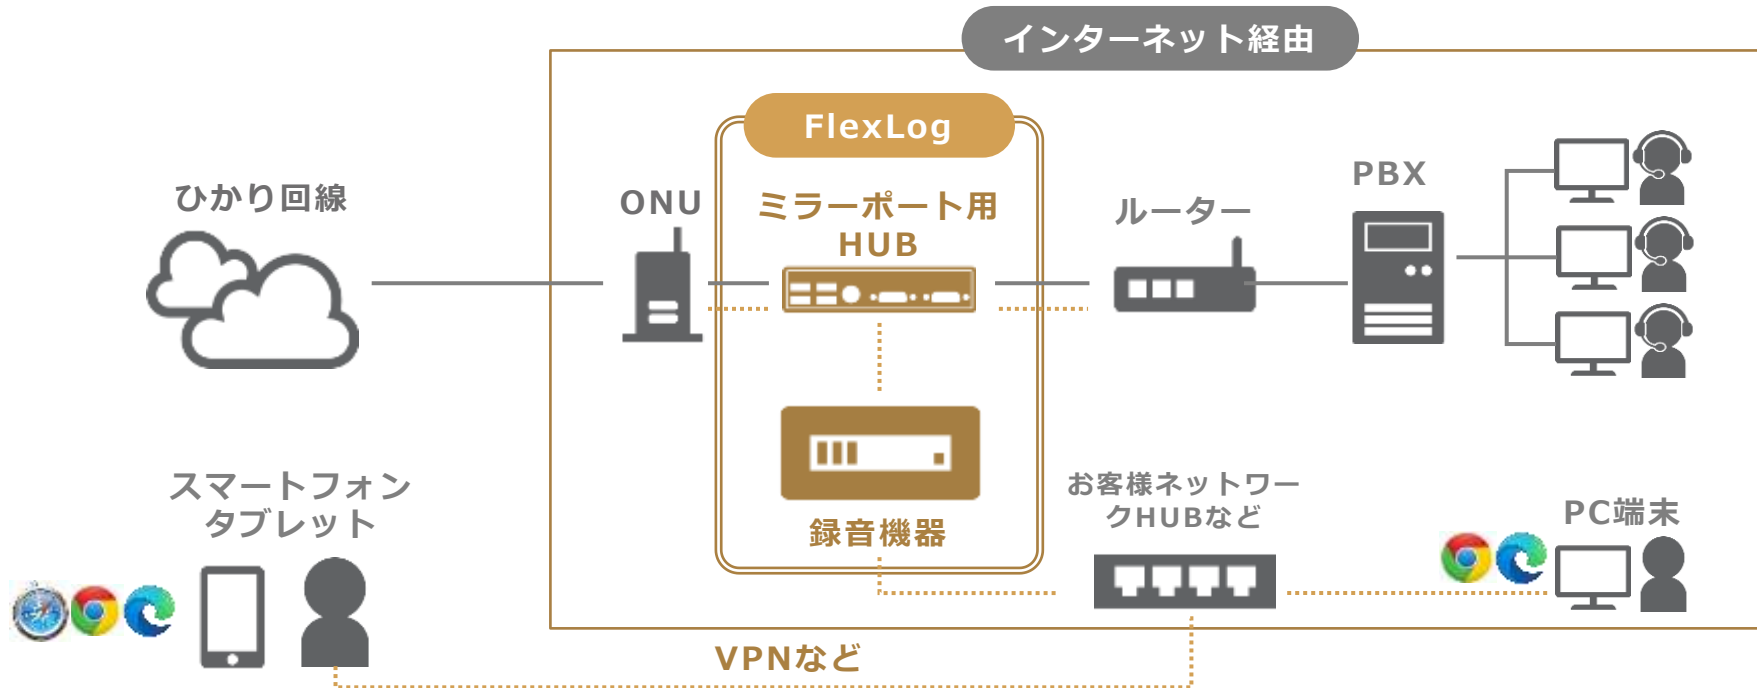 インターネット経由
FlexLog
ひかり回線
ONU
ミラーポート用
HUB
ルーター
PBX
録音機器
スマートフォン
タブレット
お客様ネットワー
クHUBなど
PC端末
VPNなど